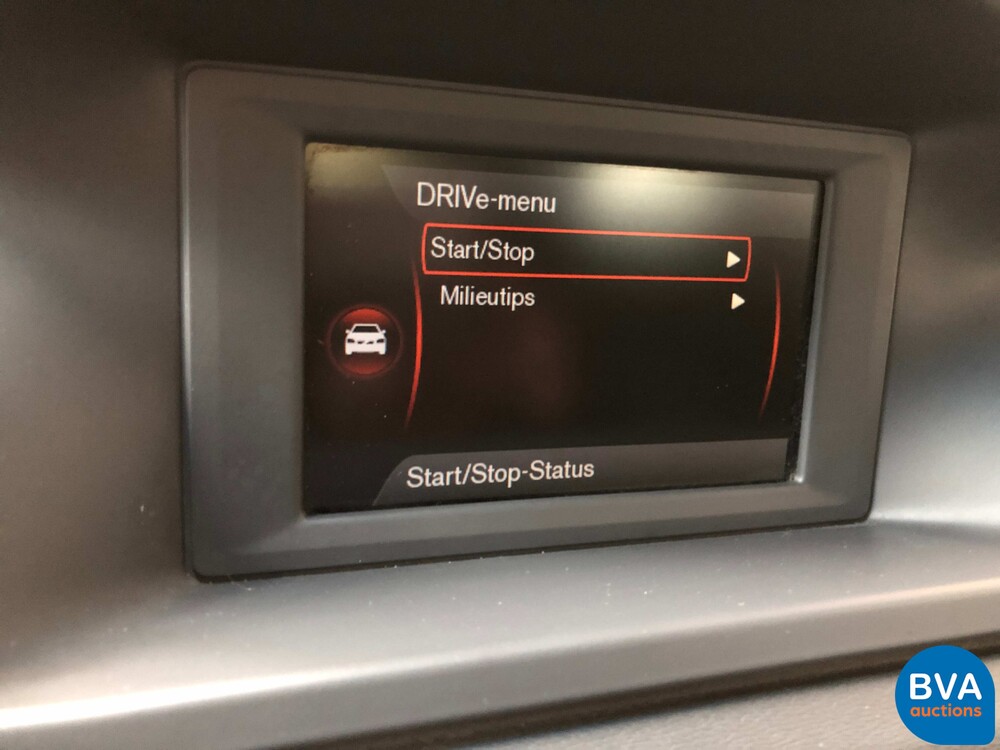 DRIVe-menu
Start/Stop
Milieutips
Start/Stop-Status
BVA
auctions